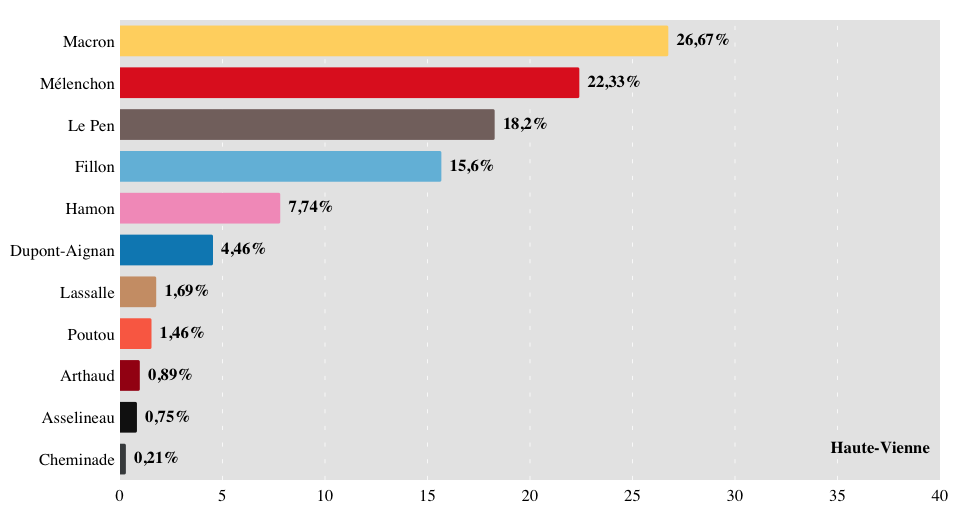 Macron 26,67%
Mélenchon 22,33%
Le Pen 18,2%
Fillon 15,6%
Hamon 7,74%
Dupont-Aignan 4,46%
Lassalle 1,69%
Poutou 1,46%
Arthaud 0,89%
Asselineau 0,75%
Haute-Vienne
Cheminade 0,21%
0 5 10 15 20 25 30 35 40